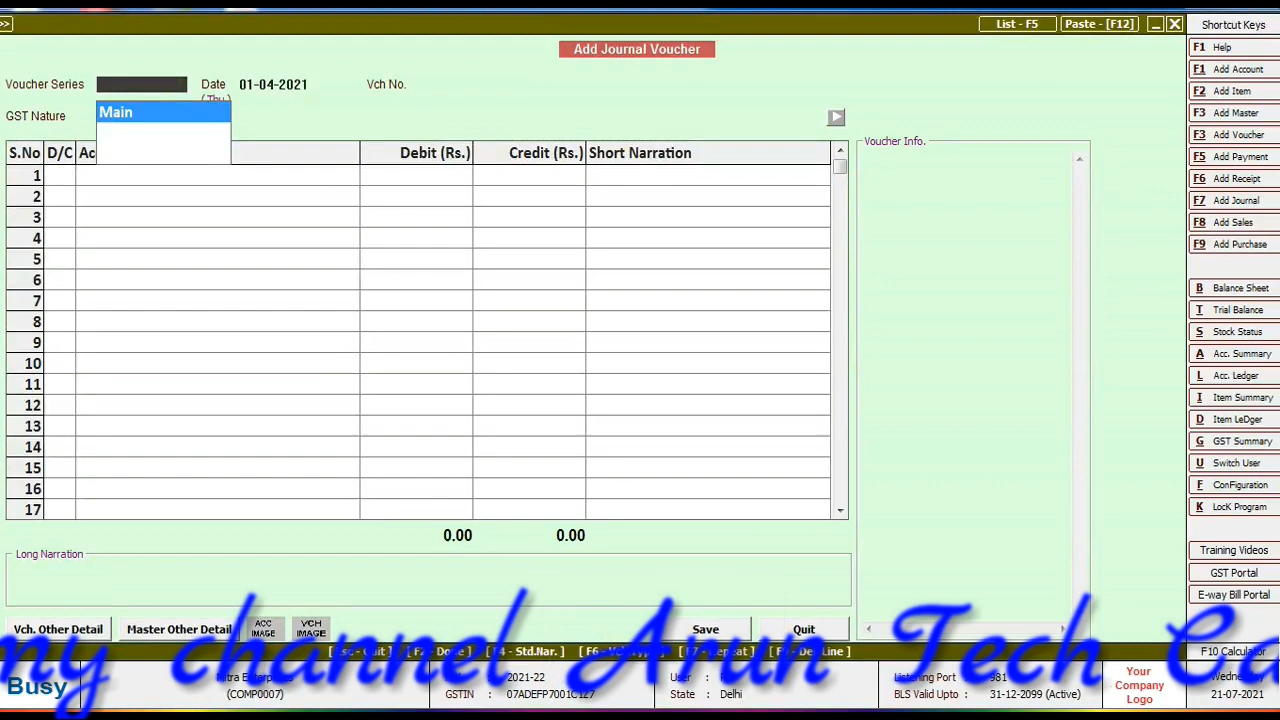 >> List - F5 Paste - [F12] Shortcut Keys
Add Journal Voucher
F1 Help
F1 Add Account
F2 Add Item
F3 Add Master
F3 Add Voucher
F5 Add Payment
F6 Add Receipt
F7 Add Journal
F8 Add Sales
F9 Add Purchase
B Balance Sheet
T Trial Balance
S Stock Status
A Acc. Summary
L Acc. Ledger
I Item Summary
D Item LeDger
G GST Summary
U Switch User
F ConFiguration
K LocK Program
Training Videos
GST Portal
E-way Bill Portal
F10 Calculator
Voucher Series Date 01-04-2021 Vch No.
(Thu)
GST Nature
Main
S.No D/C Ac Debit (Rs.) Credit (Rs.) Short Narration
Voucher Info.
1
2
3
4
5
6
7
8
9
10
11
12
13
14
15
16
17
0.00 0.00
Long Narration
Vch. Other Detail Master Other Detail ACC IMAGE VCH IMAGE Save Quit
my channel Arun Tech Ca
Busy
(COMP0007)
2021-22
GSTIN :
State : Delhi
Listening Port : 981
BLS Valid Upto : 31-12-2099 (Active)
Your
Company
Logo
Wednesday
21-07-2021